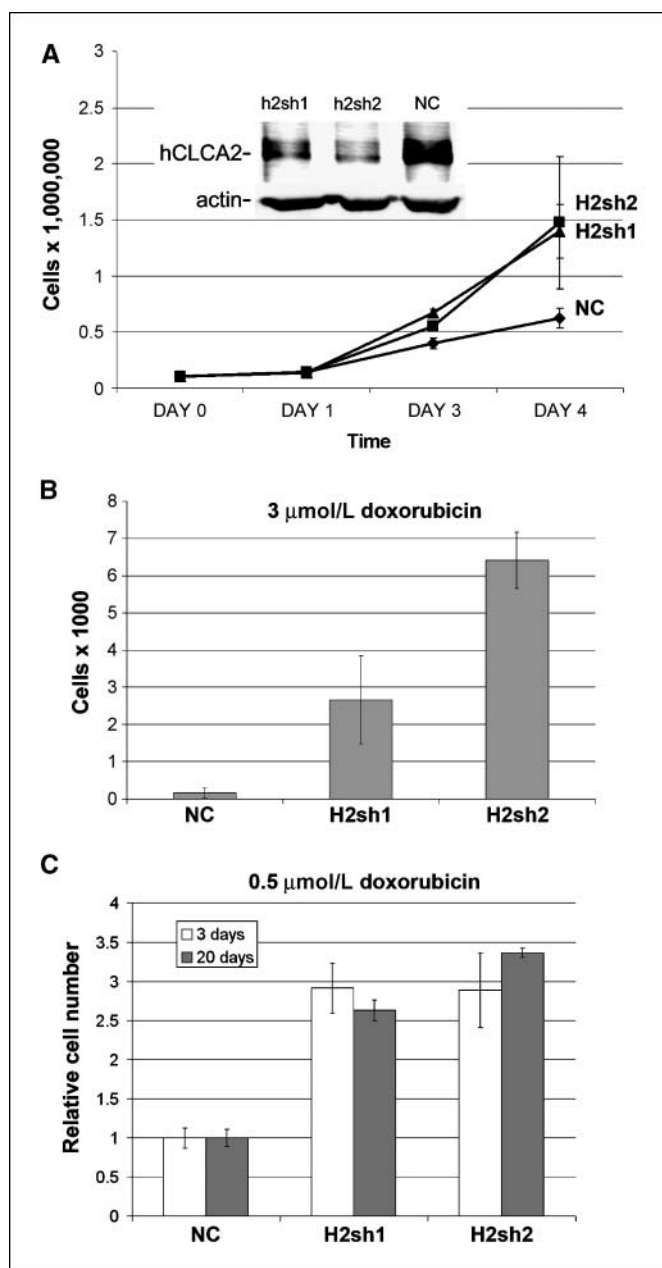 A
3
2.5
2
1.5
1
0.5
0
Cells x 1,000,000
h2sh1 h2sh2 NC
hCLCA2-
actin-
H2sh2
H2sh1
NC
DAY 0 DAY 1 DAY 3 DAY 4
Time
B
3 μmol/L doxorubicin
8
7
6
5
4
3
2
1
0
Cells x 1000
NC H2sh1 H2sh2
C
0.5 μmol/L doxorubicin
4
3.5
3
2.5
2
1.5
1
0.5
0
Relative cell number
3 days
20 days
NC H2sh1 H2sh2